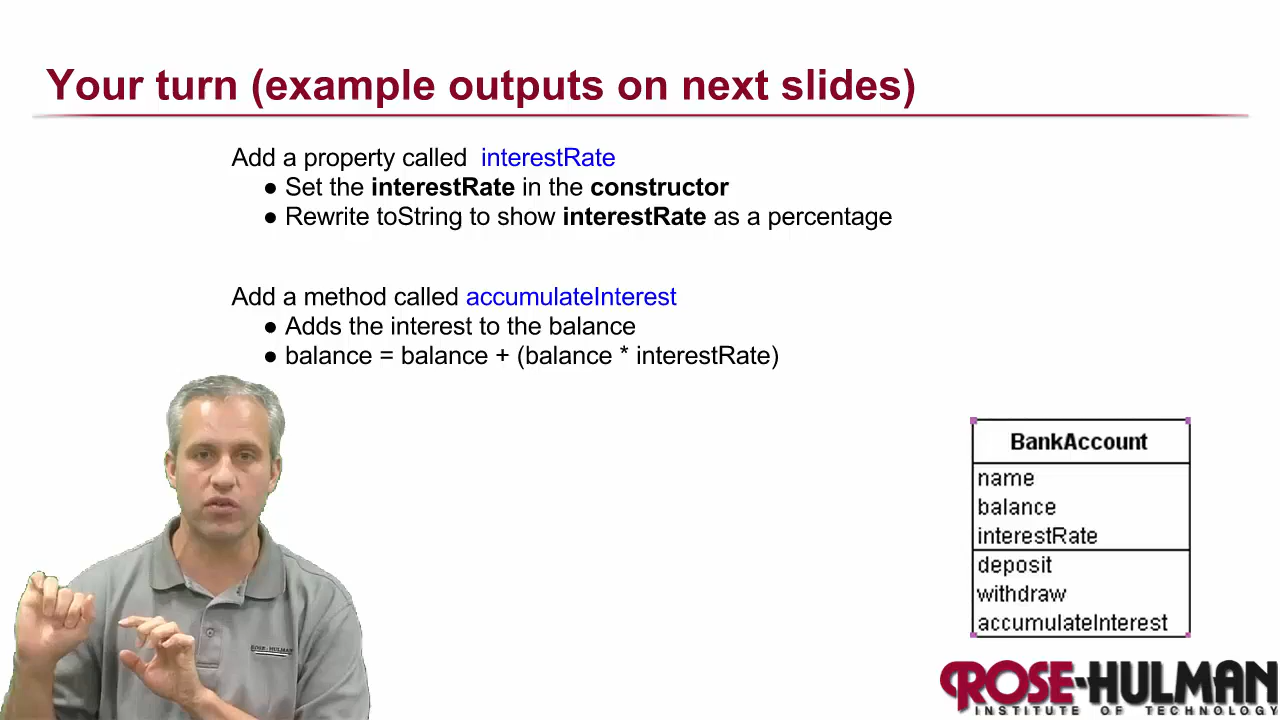 Your turn (example outputs on next slides)
Add a property called interestRate
● Set the interestRate in the constructor
● Rewrite toString to show interestRate as a percentage
Add a method called accumulateInterest
● Adds the interest to the balance
● balance = balance + (balance * interestRate)
BankAccount
name
balance
interestRate
deposit
withdraw
accumulateInterest
ROSE-HULMAN
ROSE-HULMAN
INSTITUTE OF TECHNOLOGY